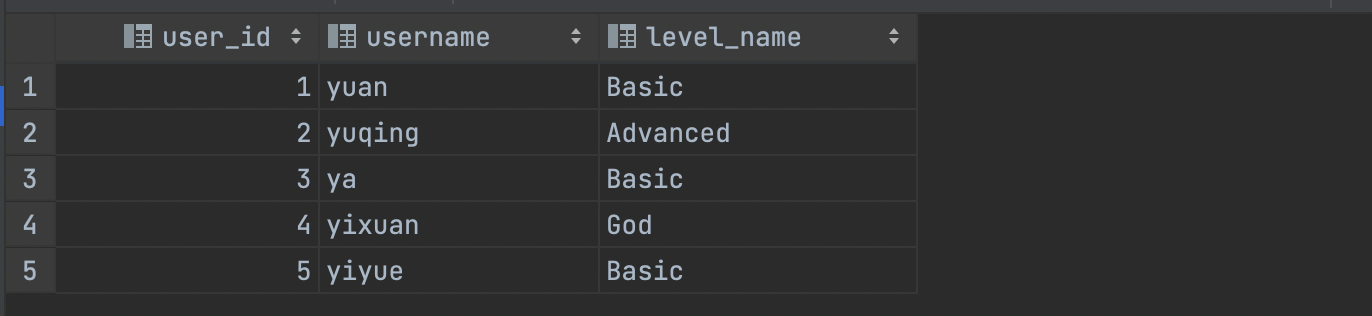 user_id username level_name
1 1 yuan Basic
2 2 yuqing Advanced
3 3 ya Basic
4 4 yixuan God
5 5 yiyue Basic